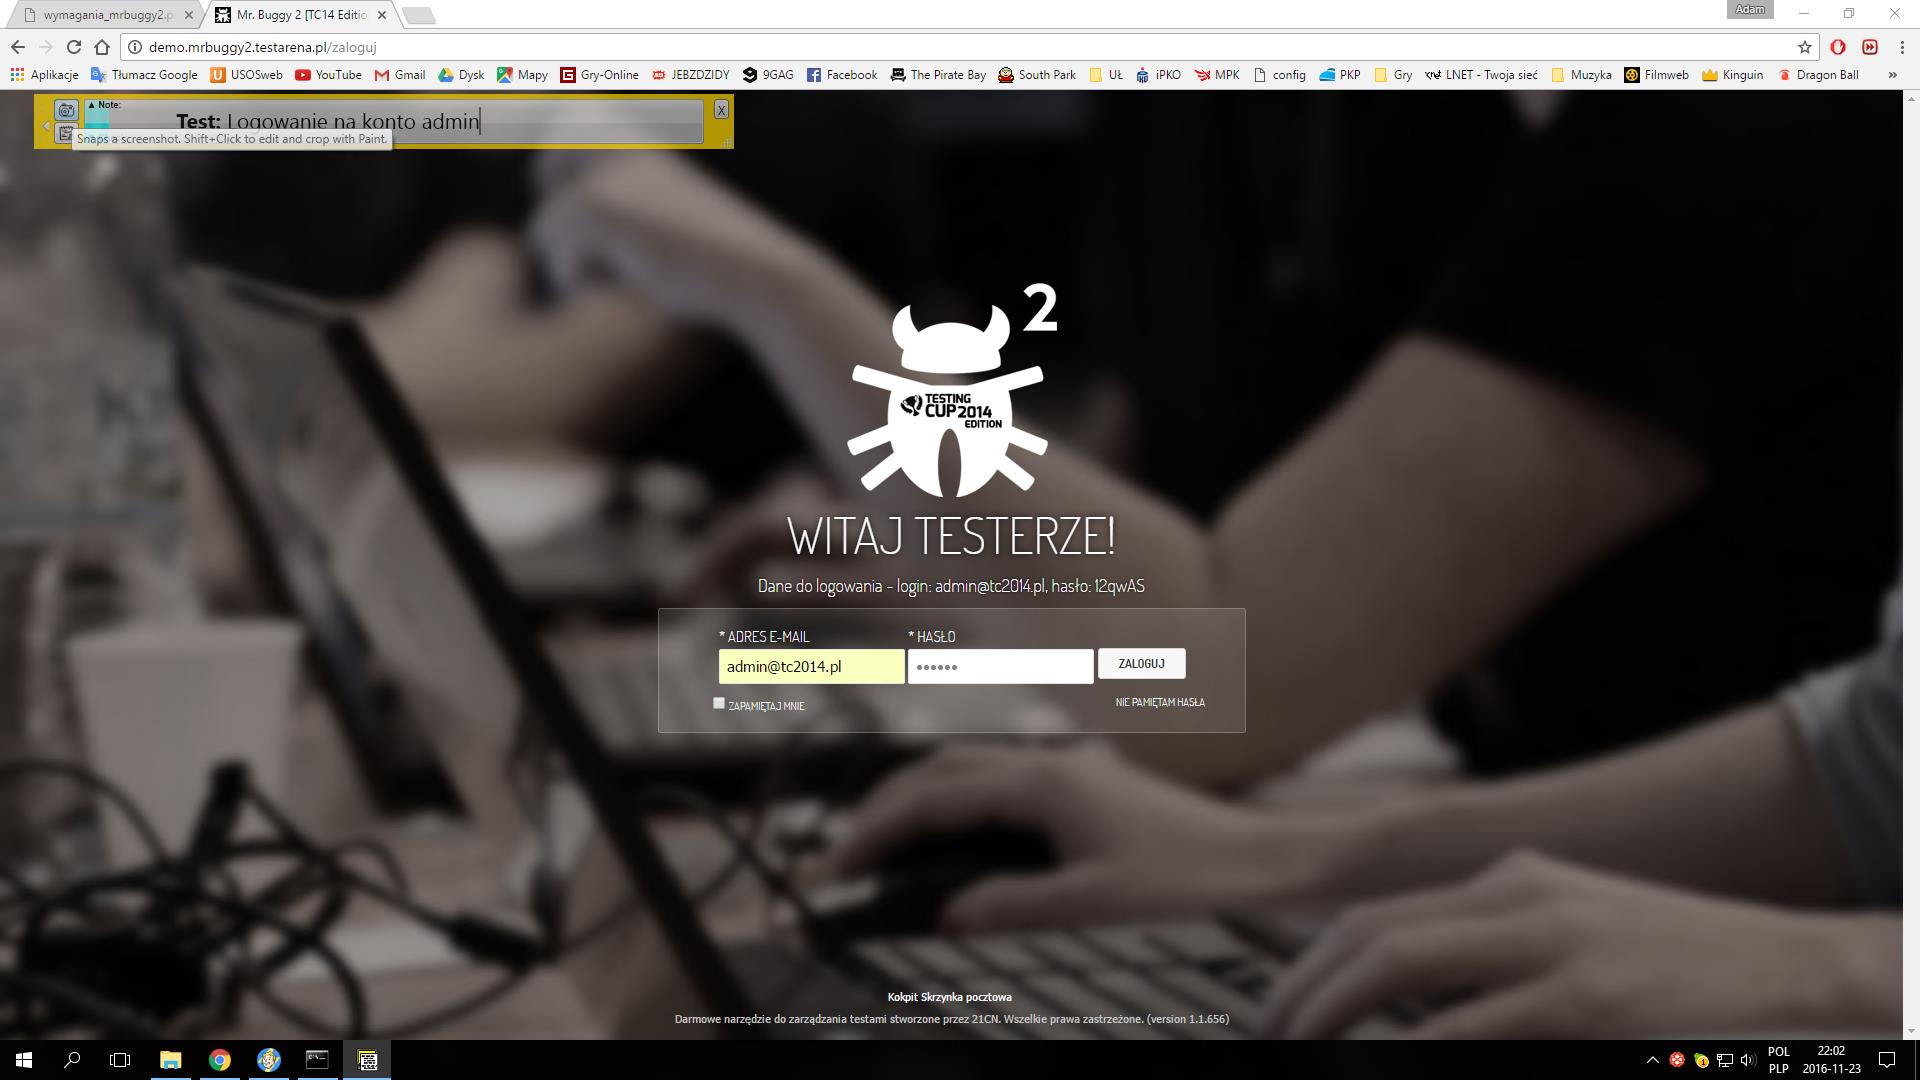 wymagania_mrbuggy2.p
Mr. Buggy 2 [TC14 Editio
Adam
demo.mrbuggy2.testarena.pl/zaloguj
Aplikacje Tłumacz Google USOSweb YouTube Gmail Dysk Mapy Gry-Online JEBZDZIDY 9GAG Facebook The Pirate Bay South Park UŁ iPKO MPK config PKP Gry LNET - Twoja sieć Muzyka Filmweb Kinguin Dragon Ball »
▲ Note:
X
Test: Logowanie na konto admin
Snaps a screenshot. Shift+Click to edit and crop with Paint.
2
TESTING
CUP 2014
EDITION
WITAJ TESTERZE!
Dane do logowania - login: admin@tc2014.pl, hasło: 12qwAS
* ADRES E-MAIL * HASŁO
admin@tc2014.pl •••••• ZALOGUJ
ZAPAMIĘTAJ MNIE NIE PAMIĘTAM HASŁA
Kokpit Skrzynka pocztowa
Darmowe narzędzie do zarządzania testami stworzone przez 21CN. Wszelkie prawa zastrzeżone. (version 1.1.656)
POL 22:02
PLP 2016-11-23